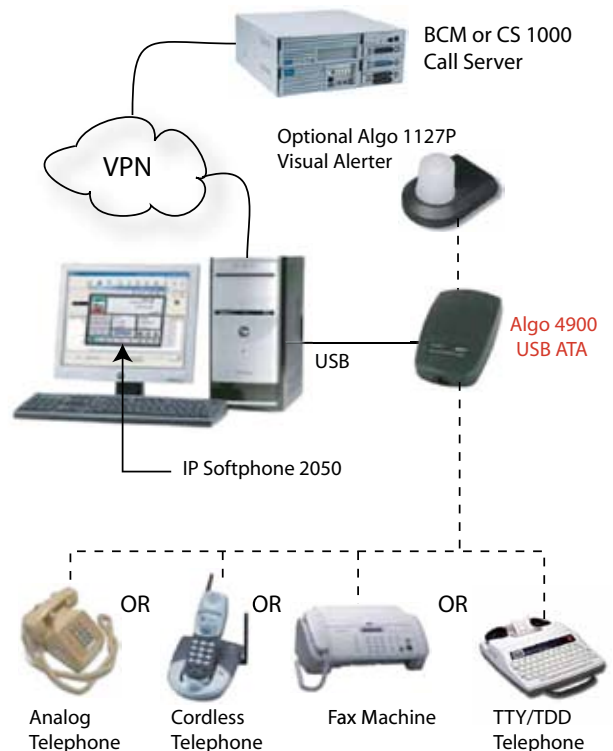 BCM or CS 1000
Call Server
Optional Algo 1127P
Visual Alerter
VPN
Algo 4900
USB ATA
USB
IP Softphone 2050
OR
OR
OR
Analog
Telephone
Cordless
Telephone
Fax Machine
TTY/TDD
Telephone